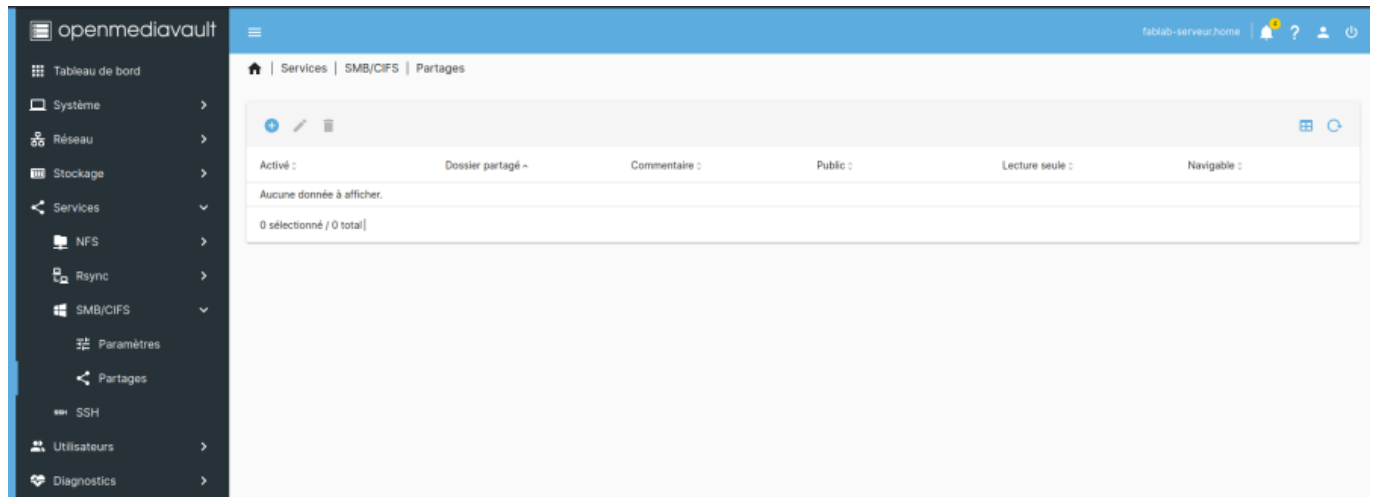 openmediavault
fablab-serveur.home
4
?
Tableau de bord
Services | SMB/CIFS | Partages
Système
Réseau
Stockage
Services
NFS
Rsync
SMB/CIFS
Paramètres
Partages
SSH
SSH
Utilisateurs
Diagnostics
Activé Dossier partagé Commentaire Public Lecture seule Navigable
Aucune donnée à afficher.
0 sélectionné / 0 total